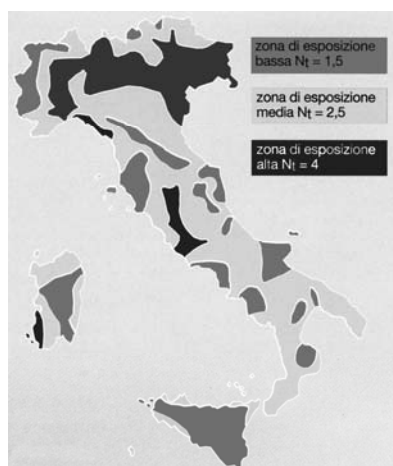 zona di esposizione
bassa Nt = 1,5
zona di esposizione
media Nt = 2,5
zona di esposizione
alta Nt = 4